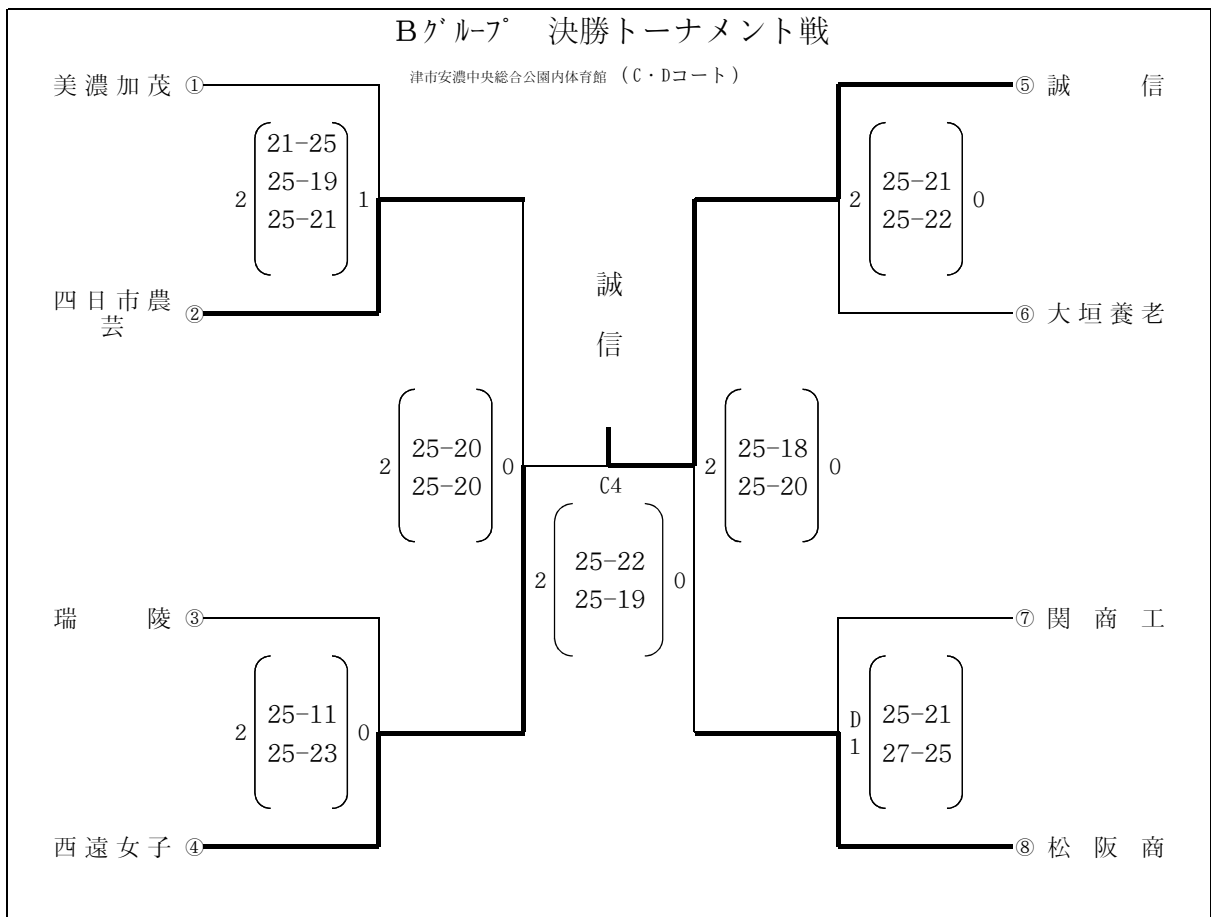 Bグループ 決勝トーナメント戦
津市安濃中央総合公園内体育館 (C・Dコート)
美濃加茂 ①
⑤ 誠 信
21-25
25-19
25-21
2
1
25-21
25-22
2
0
四日市農
芸
②
⑥ 大垣養老
誠
信
25-20
25-20
2
0
25-18
25-20
2
0
C4
25-22
25-19
2
0
瑞 陵 ③
⑦ 関商工
25-11
25-23
2
0
D
1
25-21
27-25
西遠女子 ④
⑧ 松阪商